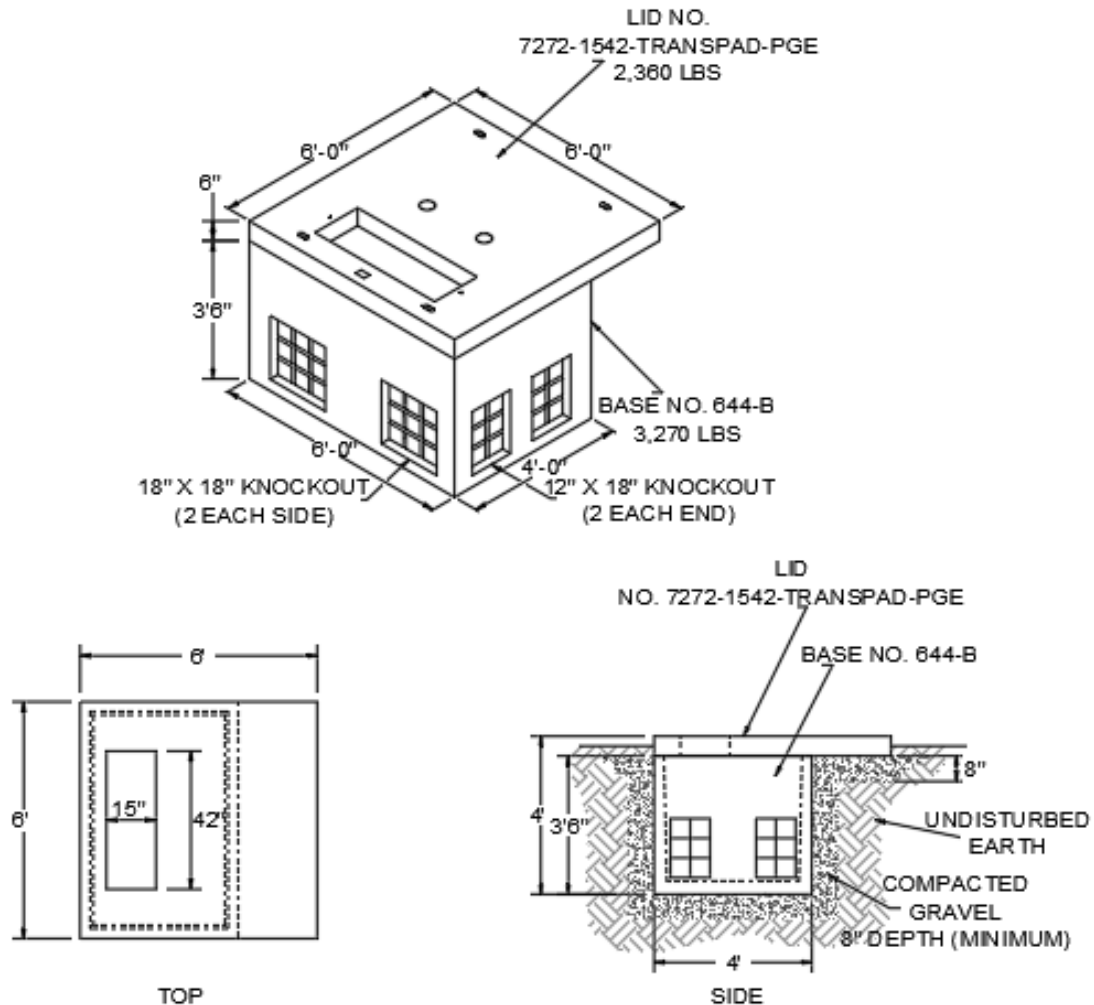 LID NO.
7272-1542-TRANSPAD-PGE
2,360 LBS
6'-0"
6'-0"
6"
3'6"
BASE NO. 644-B
3,270 LBS
6'-0"
4'-0"
18" X 18" KNOCKOUT
(2 EACH SIDE)
12" X 18" KNOCKOUT
(2 EACH END)
LID
NO. 7272-1542-TRANSPAD-PGE
BASE NO. 644-B
6'
6'
15"
42"
TOP
4'
3'6"
8"
UNDISTURBED
EARTH
COMPACTED
GRAVEL
8" DEPTH (MINIMUM)
4'
SIDE